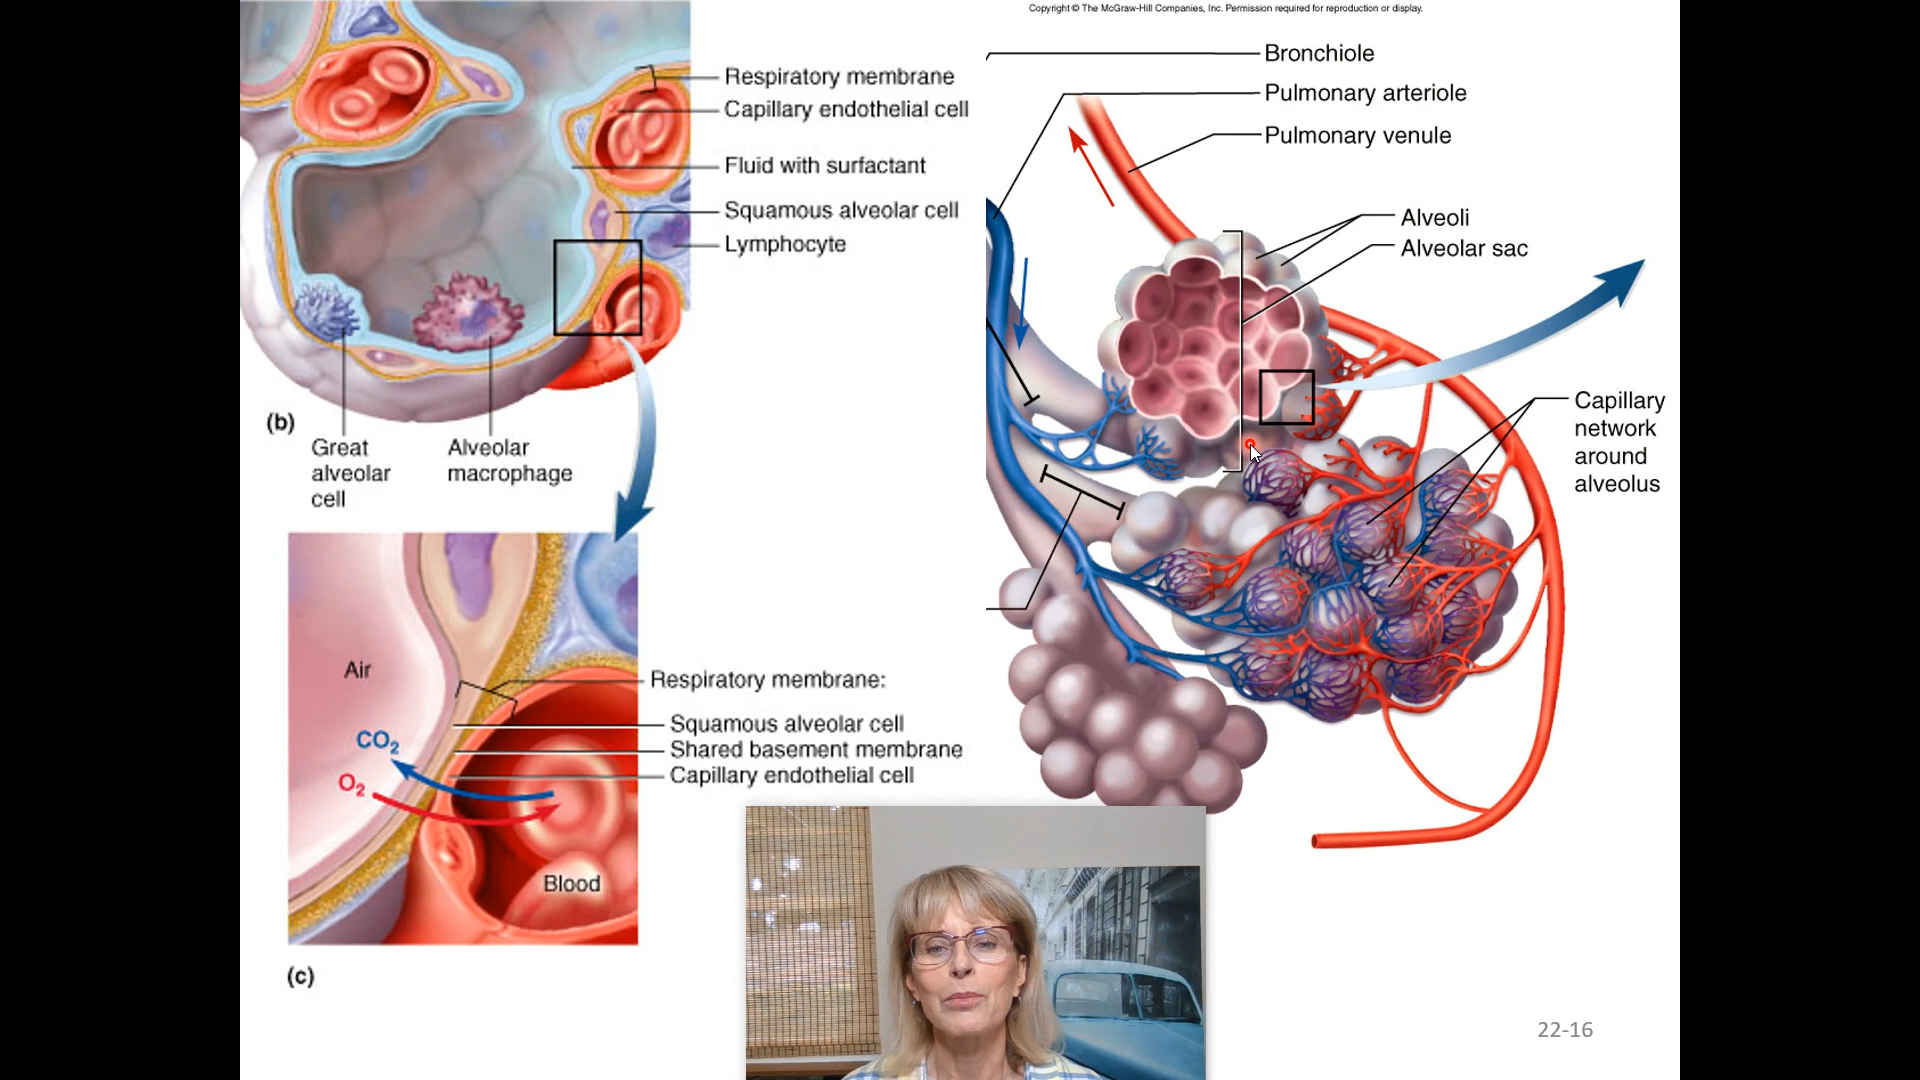 Copyright © The McGraw-Hill Companies, Inc. Permission required for reproduction or display.
Respiratory membrane
Capillary endothelial cell
Fluid with surfactant
Squamous alveolar cell
Lymphocyte
(b)
Great
alveolar
cell
Alveolar
macrophage
Air
CO2
O2
Blood
Respiratory membrane:
Squamous alveolar cell
Shared basement membrane
Capillary endothelial cell
(c)
Bronchiole
Pulmonary arteriole
Pulmonary venule
Alveoli
Alveolar sac
Capillary
network
around
alveolus
22-16